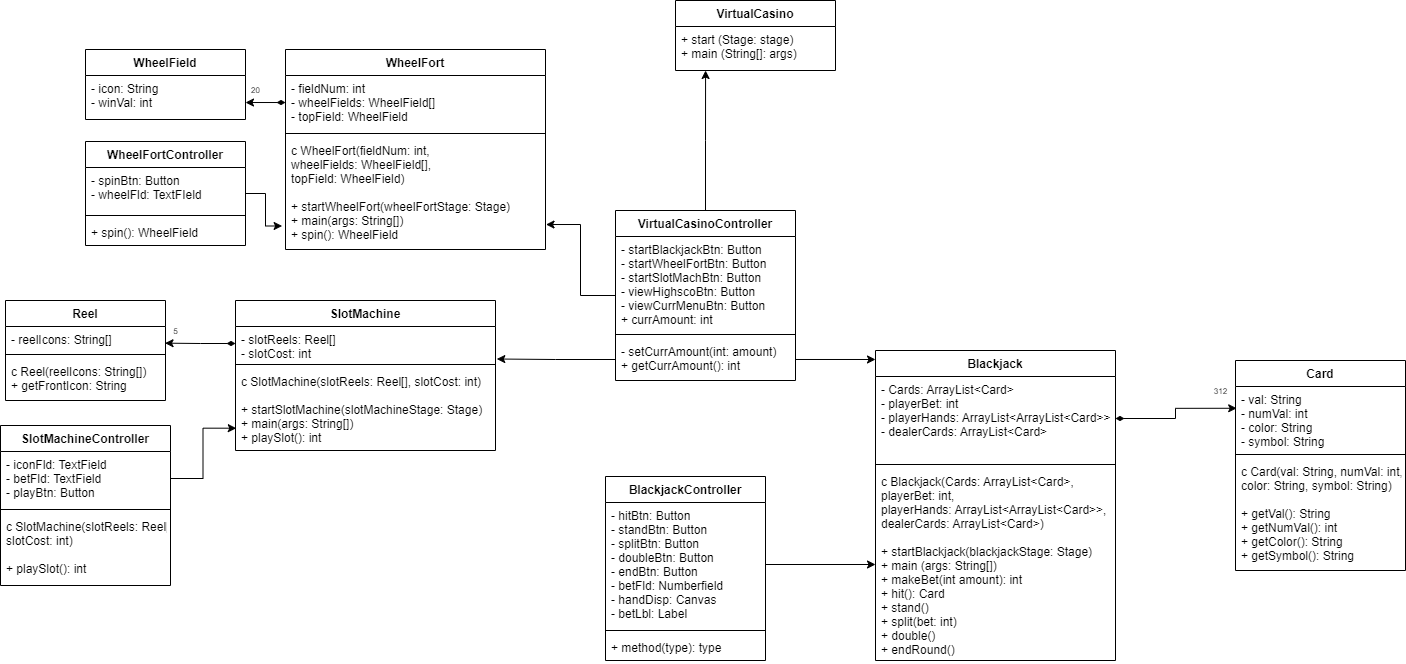 VirtualCasino
+ start (Stage: stage)
+ main (String[]: args)
WheelField
- icon: String
- winVal: int
20
WheelFort
- fieldNum: int
- wheelFields: WheelField[]
- topField: WheelField
c WheelFort(fieldNum: int,
wheelFields: WheelField[],
topField: WheelField)
+ startWheelFort(wheelFortStage: Stage)
+ main(args: String[])
+ spin(): WheelField
WheelFortController
- spinBtn: Button
- wheelFld: TextFIeld
+ spin(): WheelField
VirtualCasinoController
- startBlackjackBtn: Button
- startWheelFortBtn: Button
- startSlotMachBtn: Button
- viewHighscoBtn: Button
- viewCurrMenuBtn: Button
+ currAmount: int
- setCurrAmount(int: amount)
+ getCurrAmount(): int
Reel
- reelIcons: String[]
c Reel(reelIcons: String[])
+ getFrontIcon: String
5
SlotMachine
- slotReels: Reel[]
- slotCost: int
c SlotMachine(slotReels: Reel[], slotCost: int)
+ startSlotMachine(slotMachineStage: Stage)
+ main(args: String[])
+ playSlot(): int
SlotMachineController
- iconFld: TextField
- betFld: TextField
- playBtn: Button
c SlotMachine(slotReels: Reel
slotCost: int)
+ playSlot(): int
Blackjack
- Cards: ArrayList<Card>
- playerBet: int
- playerHands: ArrayList<ArrayList<Card>>
- dealerCards: ArrayList<Card>
c Blackjack(Cards: ArrayList<Card>,
playerBet: int,
playerHands: ArrayList<ArrayList<Card>>,
dealerCards: ArrayList<Card>)
+ startBlackjack(blackjackStage: Stage)
+ main (args: String[])
+ makeBet(int amount): int
+ hit(): Card
+ stand()
+ split(bet: int)
+ double()
+ endRound()
312
Card
- val: String
- numVal: int
- color: String
- symbol: String
c Card(val: String, numVal: int,
color: String, symbol: String)
+ getVal(): String
+ getNumVal(): int
+ getColor(): String
+ getSymbol(): String
BlackjackController
- hitBtn: Button
- standBtn: Button
- splitBtn: Button
- doubleBtn: Button
- endBtn: Button
- betFld: Numberfield
- handDisp: Canvas
- betLbl: Label
+ method(type): type